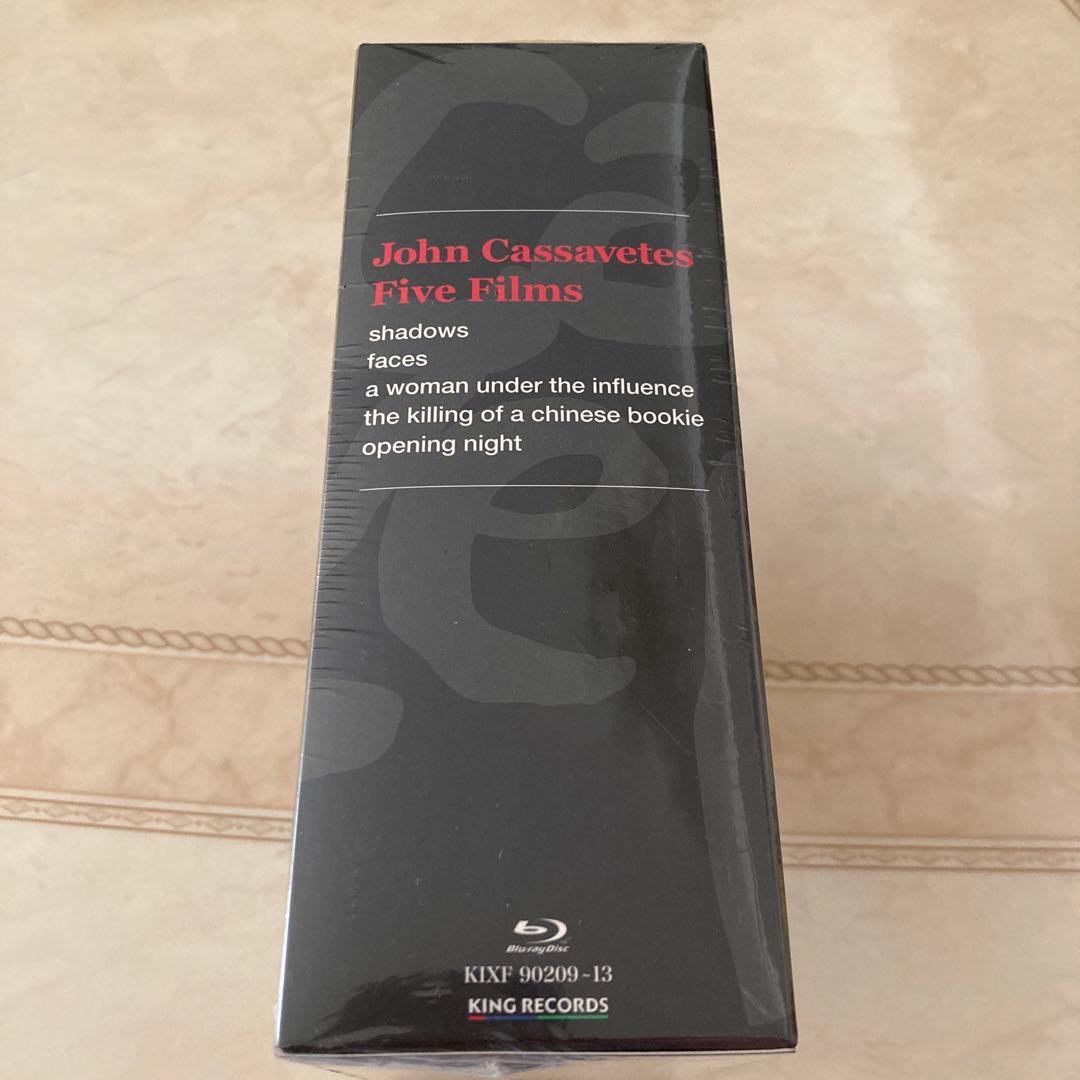 John Cassavetes
Five Films
shadows
faces
a woman under the influence
the killing of a chinese bookie
opening night
Blu-ray Disc
KIXF 90209~13
KING RECORDS